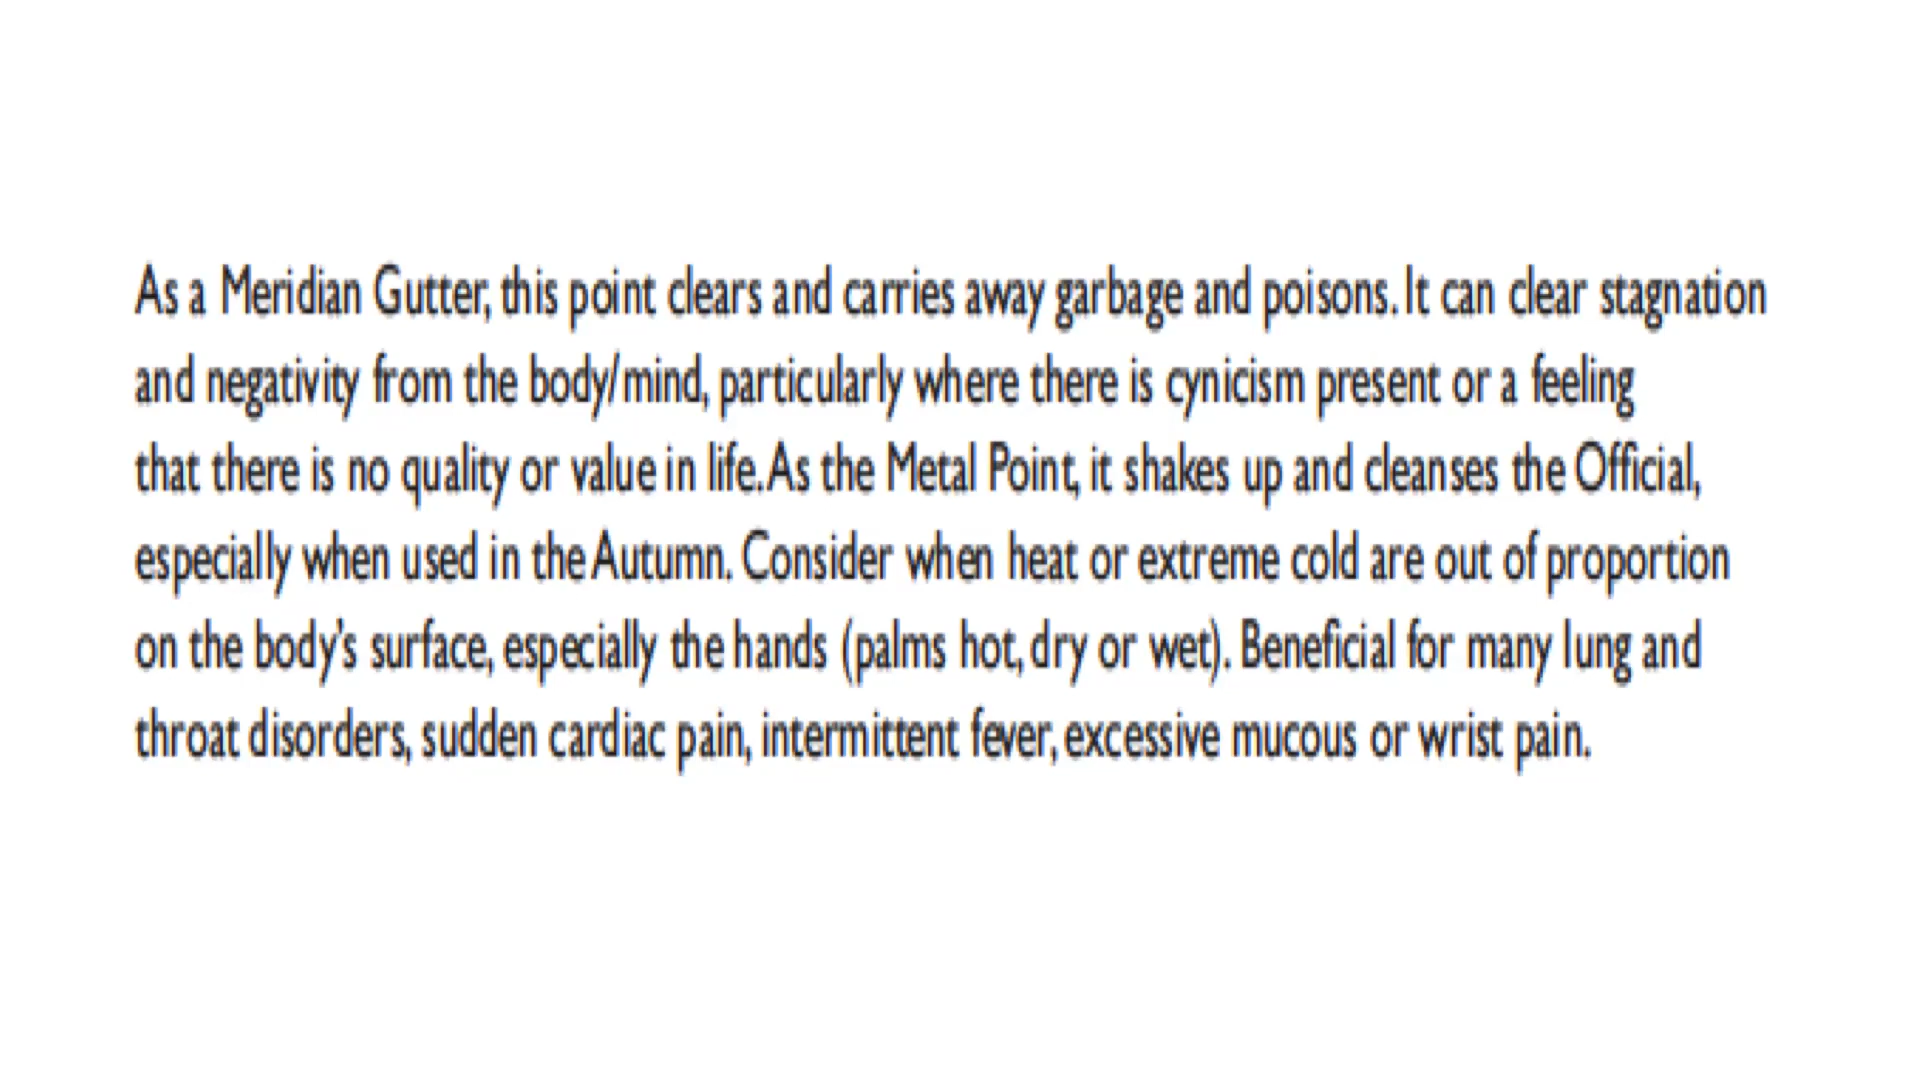 As a Meridian Gutter, this point clears and carries away garbage and poisons. It can clear stagnation
and negativity from the body/mind, particularly where there is cynicism present or a feeling
that there is no quality or value in life. As the Metal Point, it shakes up and cleanses the Official,
especially when used in the Autumn. Consider when heat or extreme cold are out of proportion
on the body's surface, especially the hands (palms hot, dry or wet). Beneficial for many lung and
throat disorders, sudden cardiac pain, intermittent fever, excessive mucous or wrist pain.